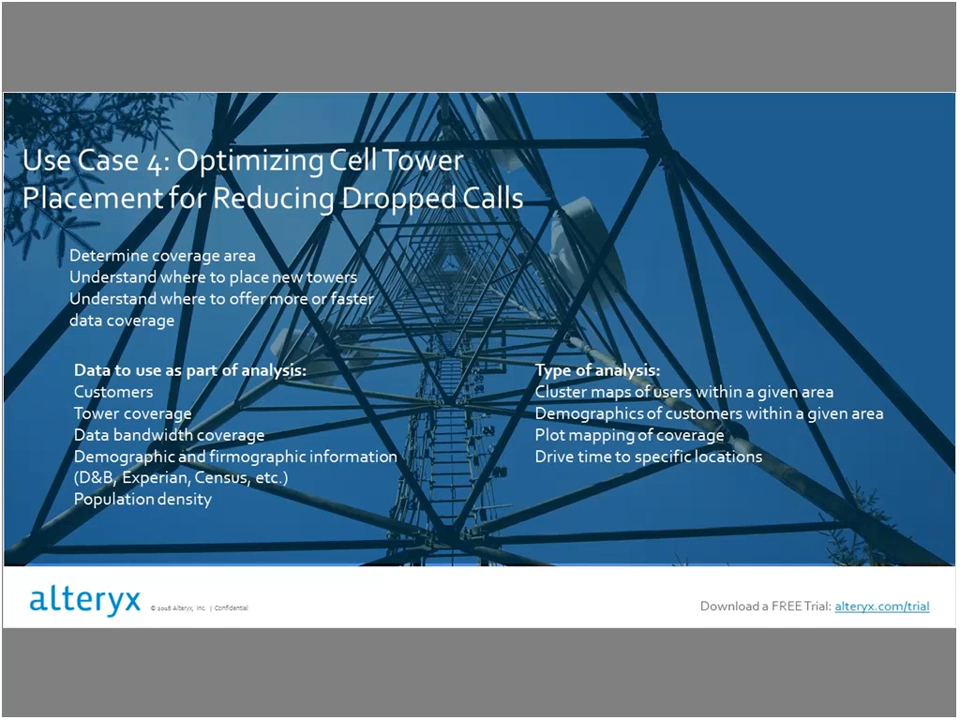 Use Case 4: Optimizing Cell Tower
Placement for Reducing Dropped Calls
Determine coverage area
Understand where to place new towers
Understand where to offer more or faster
data coverage
Data to use as part of analysis:
Customers
Tower coverage
Data bandwidth coverage
Demographic and firmographic information
(D&B, Experian, Census, etc.)
Population density
Type of analysis:
Cluster maps of users within a given area
Demographics of customers within a given area
Plot mapping of coverage
Drive time to specific locations
alteryx
© 2018 Alteryx, Inc. | Confidential
Download a FREE Trial: alteryx.com/trial